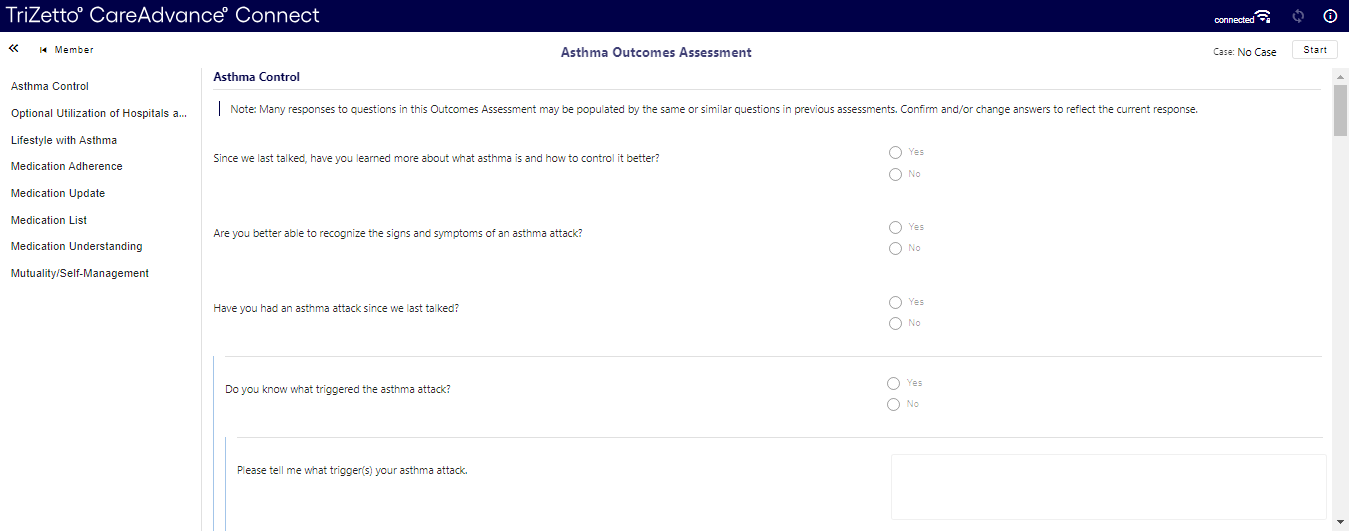 TriZetto® CareAdvance® Connect
connected
Member
Asthma Outcomes Assessment
Case: No Case
Start
Asthma Control
Optional Utilization of Hospitals a...
Lifestyle with Asthma
Medication Adherence
Medication Update
Medication List
Medication Understanding
Mutuality/Self-Management
Asthma Control
Note: Many responses to questions in this Outcomes Assessment may be populated by the same or similar questions in previous assessments. Confirm and/or change answers to reflect the current response.
Since we last talked, have you learned more about what asthma is and how to control it better?
Yes
No
Are you better able to recognize the signs and symptoms of an asthma attack?
Yes
No
Have you had an asthma attack since we last talked?
Yes
No
Do you know what triggered the asthma attack?
Yes
No
Please tell me what trigger(s) your asthma attack.